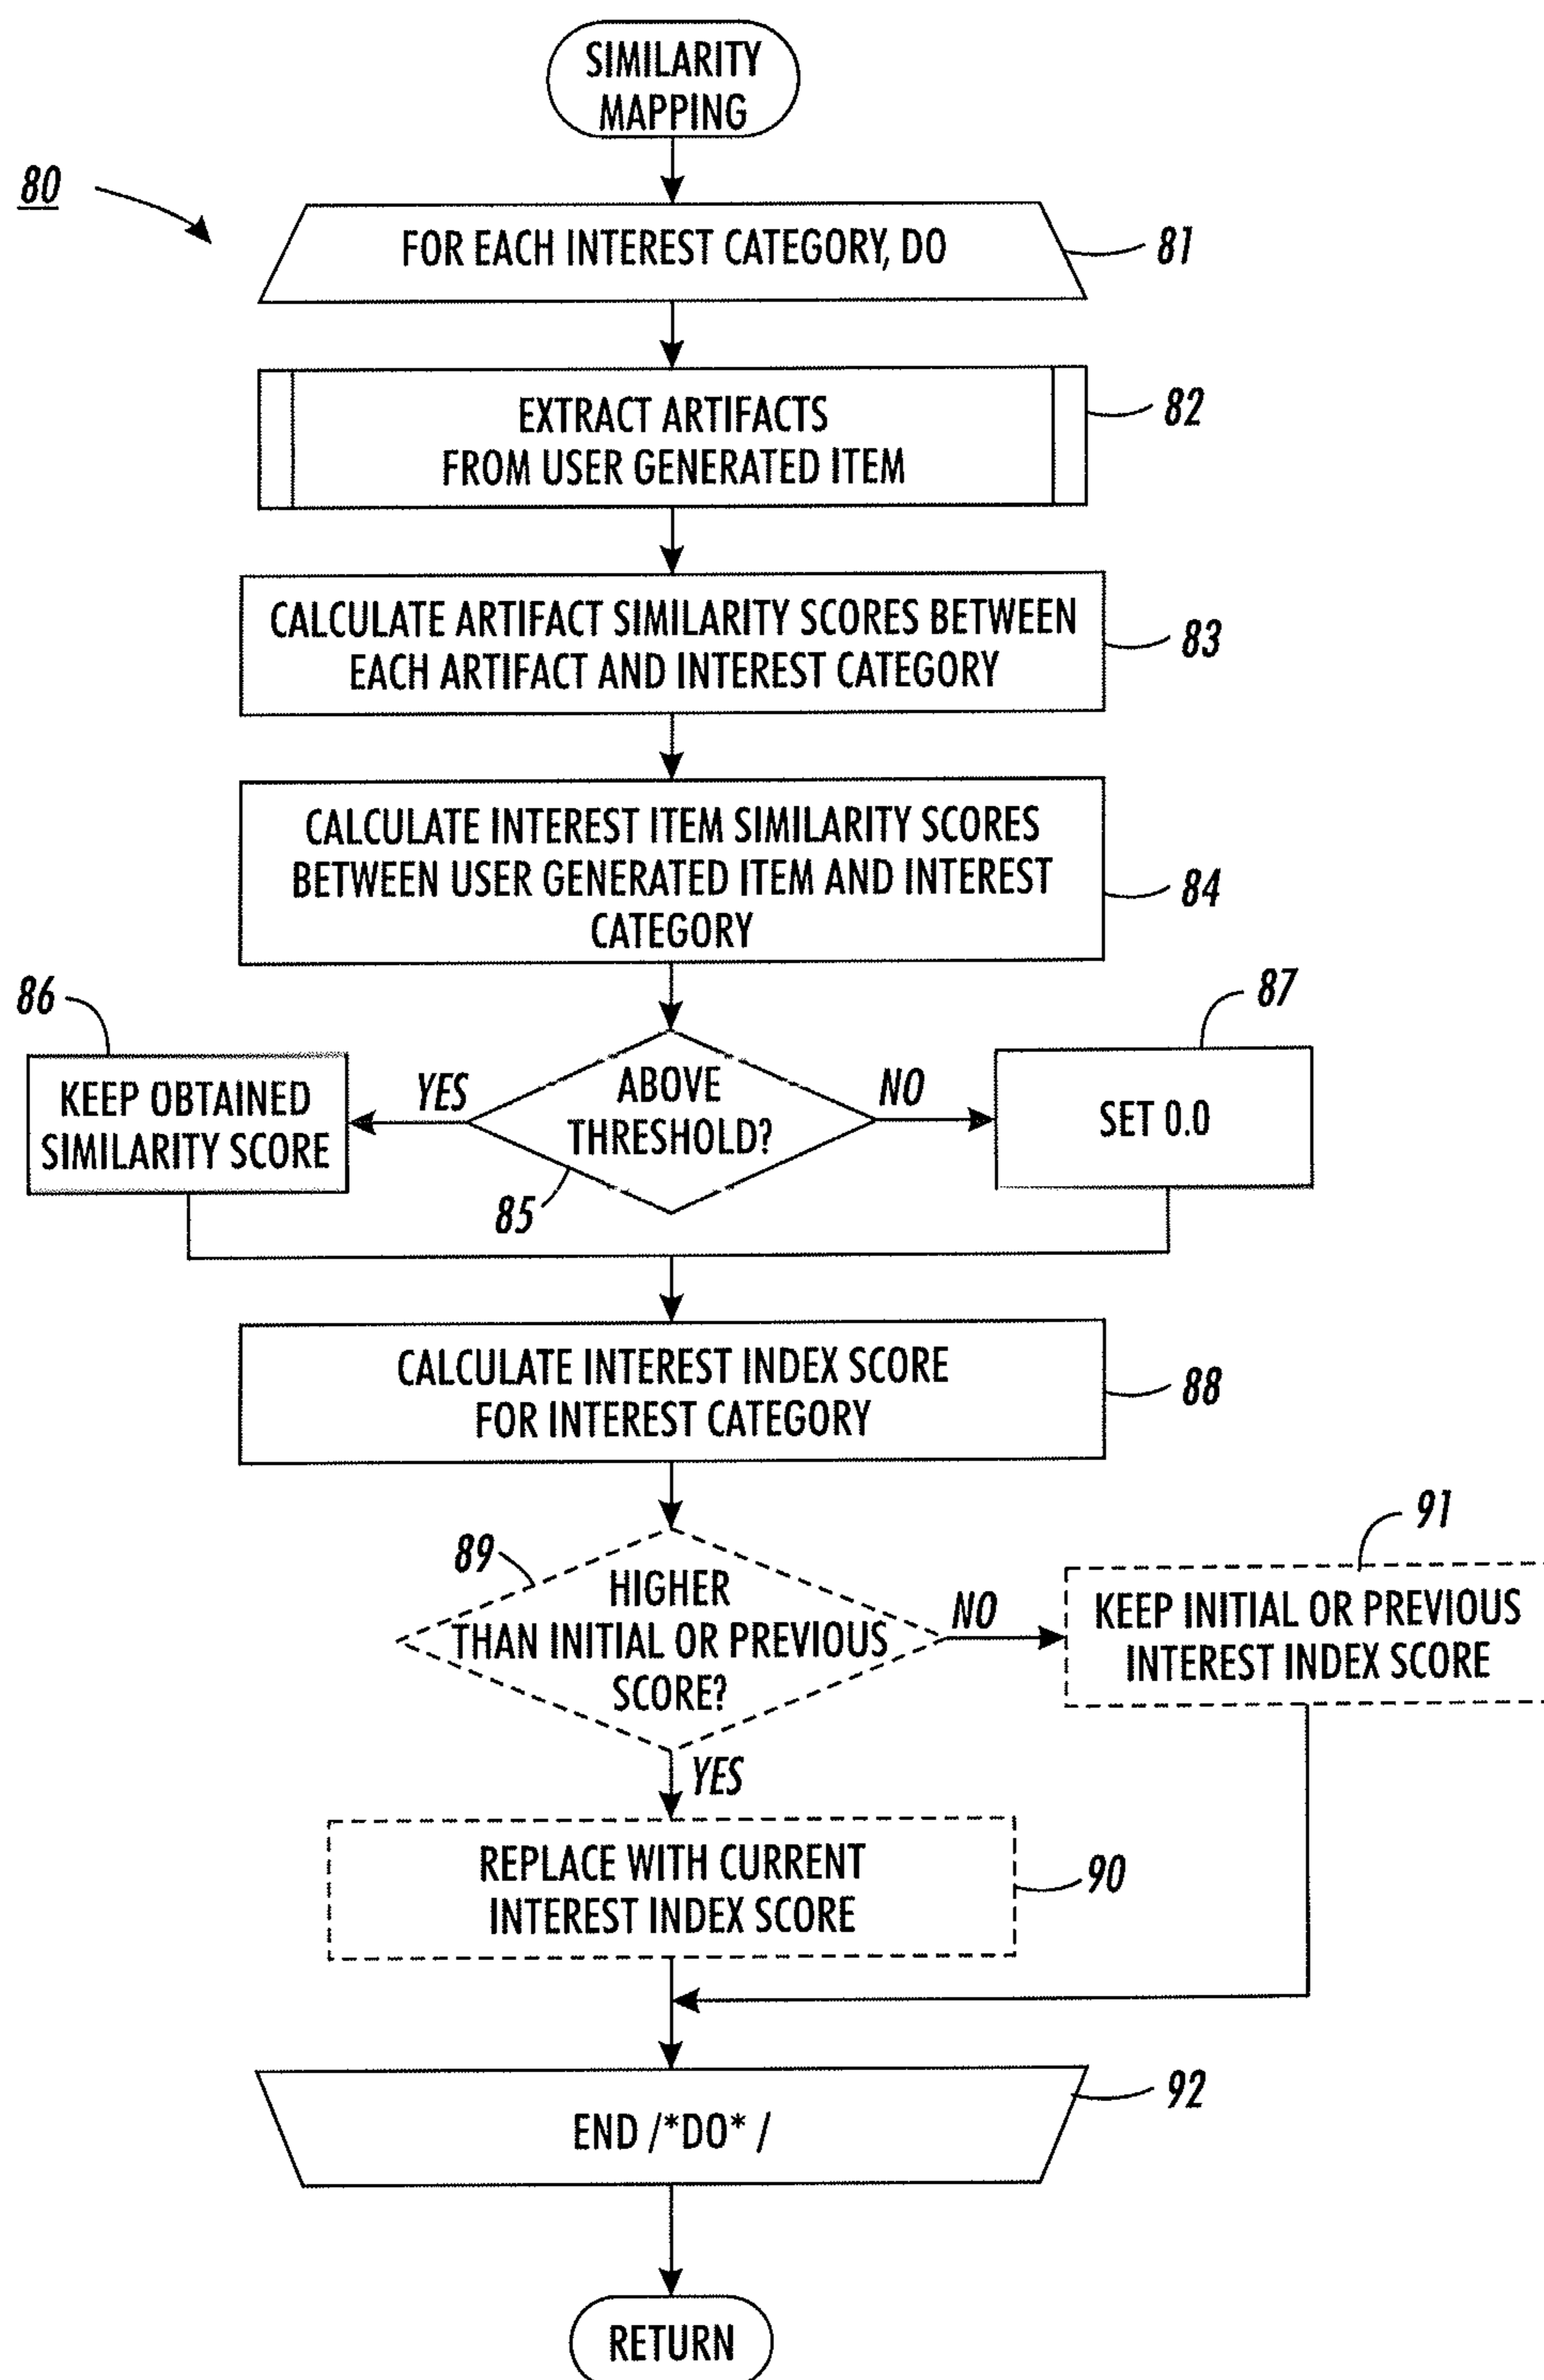 SIMILARITY
MAPPING
80
FOR EACH INTEREST CATEGORY, DO
81
EXTRACT ARTIFACTS
FROM USER GENERATED ITEM
82
CALCULATE ARTIFACT SIMILARITY SCORES BETWEEN
EACH ARTIFACT AND INTEREST CATEGORY
83
CALCULATE INTEREST ITEM SIMILARITY SCORES
BETWEEN USER GENERATED ITEM AND INTEREST
CATEGORY
84
86
KEEP OBTAINED
SIMILARITY SCORE
YES
ABOVE
THRESHOLD?
85
NO
87
SET 0.0
CALCULATE INTEREST INDEX SCORE
FOR INTEREST CATEGORY
88
89
HIGHER
THAN INITIAL OR PREVIOUS
SCORE?
NO
91
KEEP INITIAL OR PREVIOUS
INTEREST INDEX SCORE
YES
REPLACE WITH CURRENT
INTEREST INDEX SCORE
90
END /*DO* /
92
RETURN